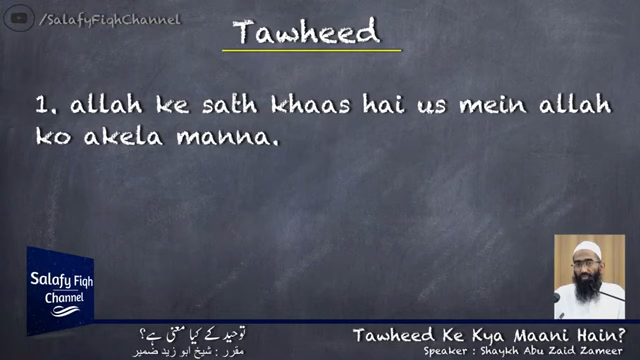 /SalafyFiqhChannel
Tawheed
1. allah ke sath khaas hai us mein allah
ko akela manna.
Salafy Fiqh
Channel
توحید کے کیا معنی ہے؟
مقرر : شیخ ابو زید ضمیر
Tawheed Ke Kya Maani Hain?
Speaker : Shaykh Abu Zaid Zameer